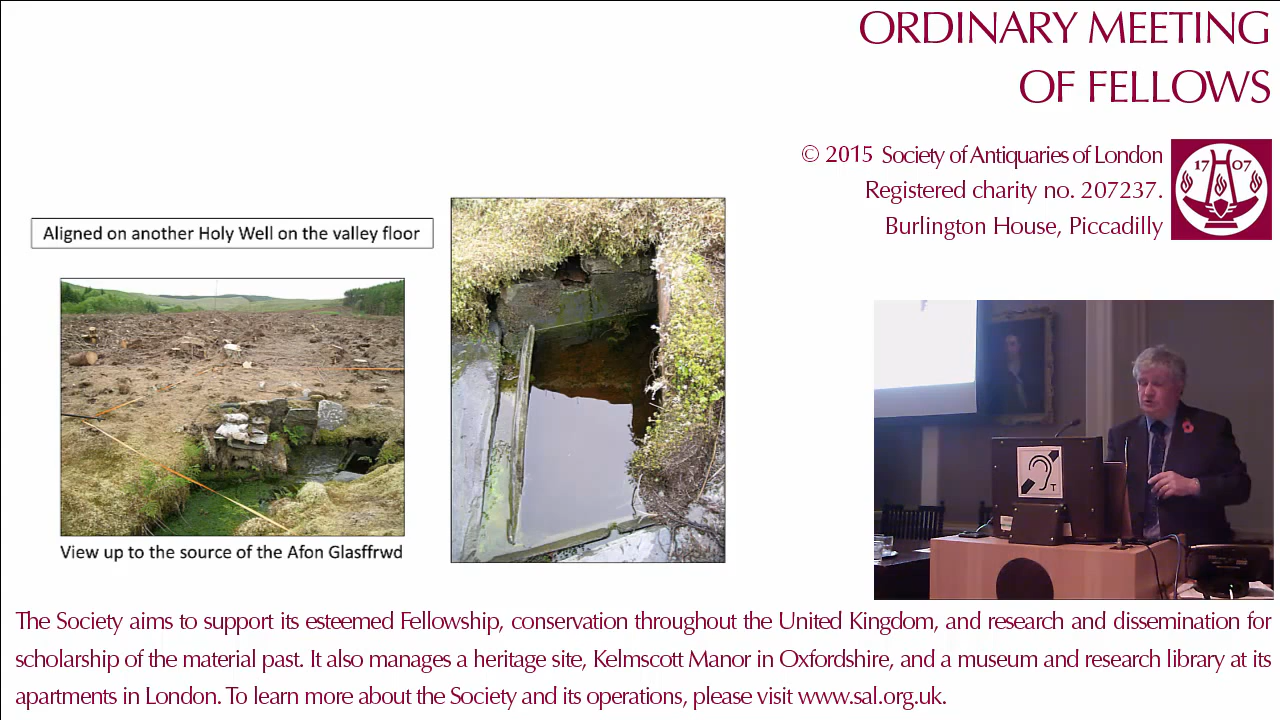 ORDINARY MEETING
OF FELLOWS
© 2015 Society of Antiquaries of London
Registered charity no. 207237.
Burlington House, Piccadilly
17 07
Aligned on another Holy Well on the valley floor
View up to the source of the Afon Glasffrwd
T
The Society aims to support its esteemed Fellowship, conservation throughout the United Kingdom, and research and dissemination for
scholarship of the material past. It also manages a heritage site, Kelmscott Manor in Oxfordshire, and a museum and research library at its
apartments in London. To learn more about the Society and its operations, please visit www.sal.org.uk.